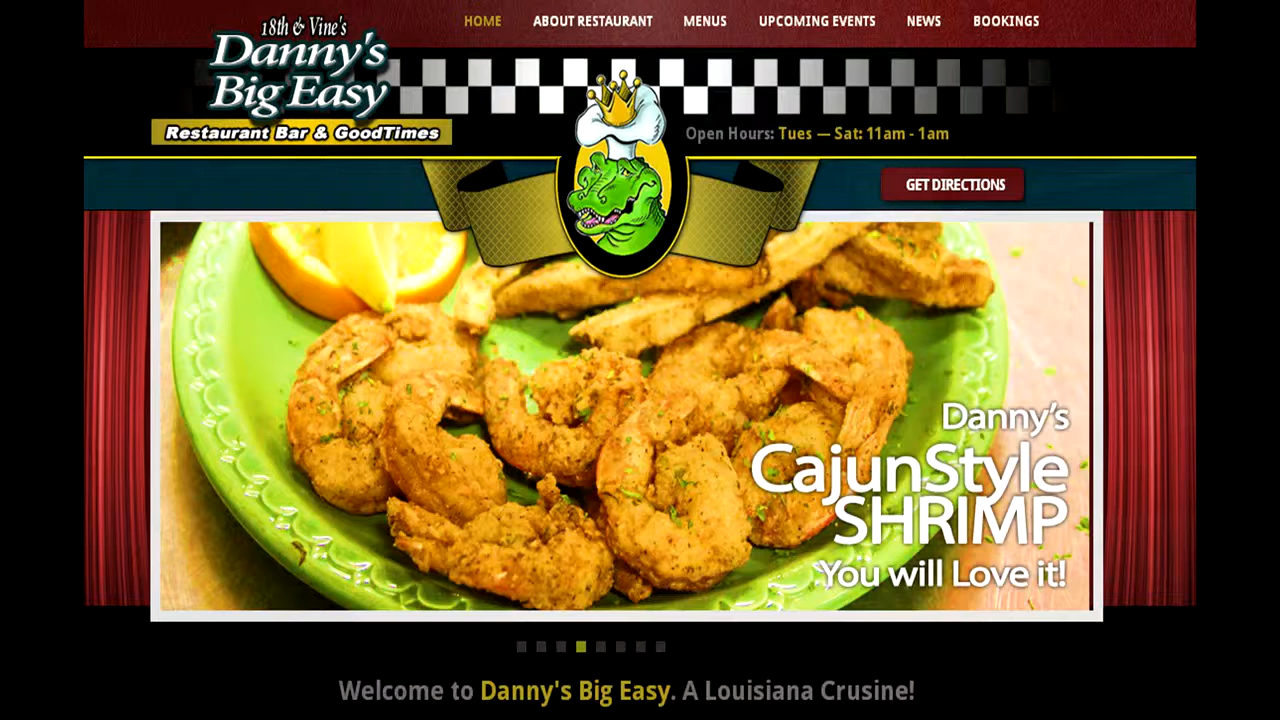 HOME ABOUT RESTAURANT MENUS UPCOMING EVENTS NEWS BOOKINGS
18th & Vine's
Danny's
Big Easy
Restaurant Bar & GoodTimes
Open Hours: Tues — Sat: 11am - 1am
GET DIRECTIONS
Danny's
CajunStyle
SHRIMP
You will Love it!
Welcome to Danny's Big Easy. A Louisiana Crusine!